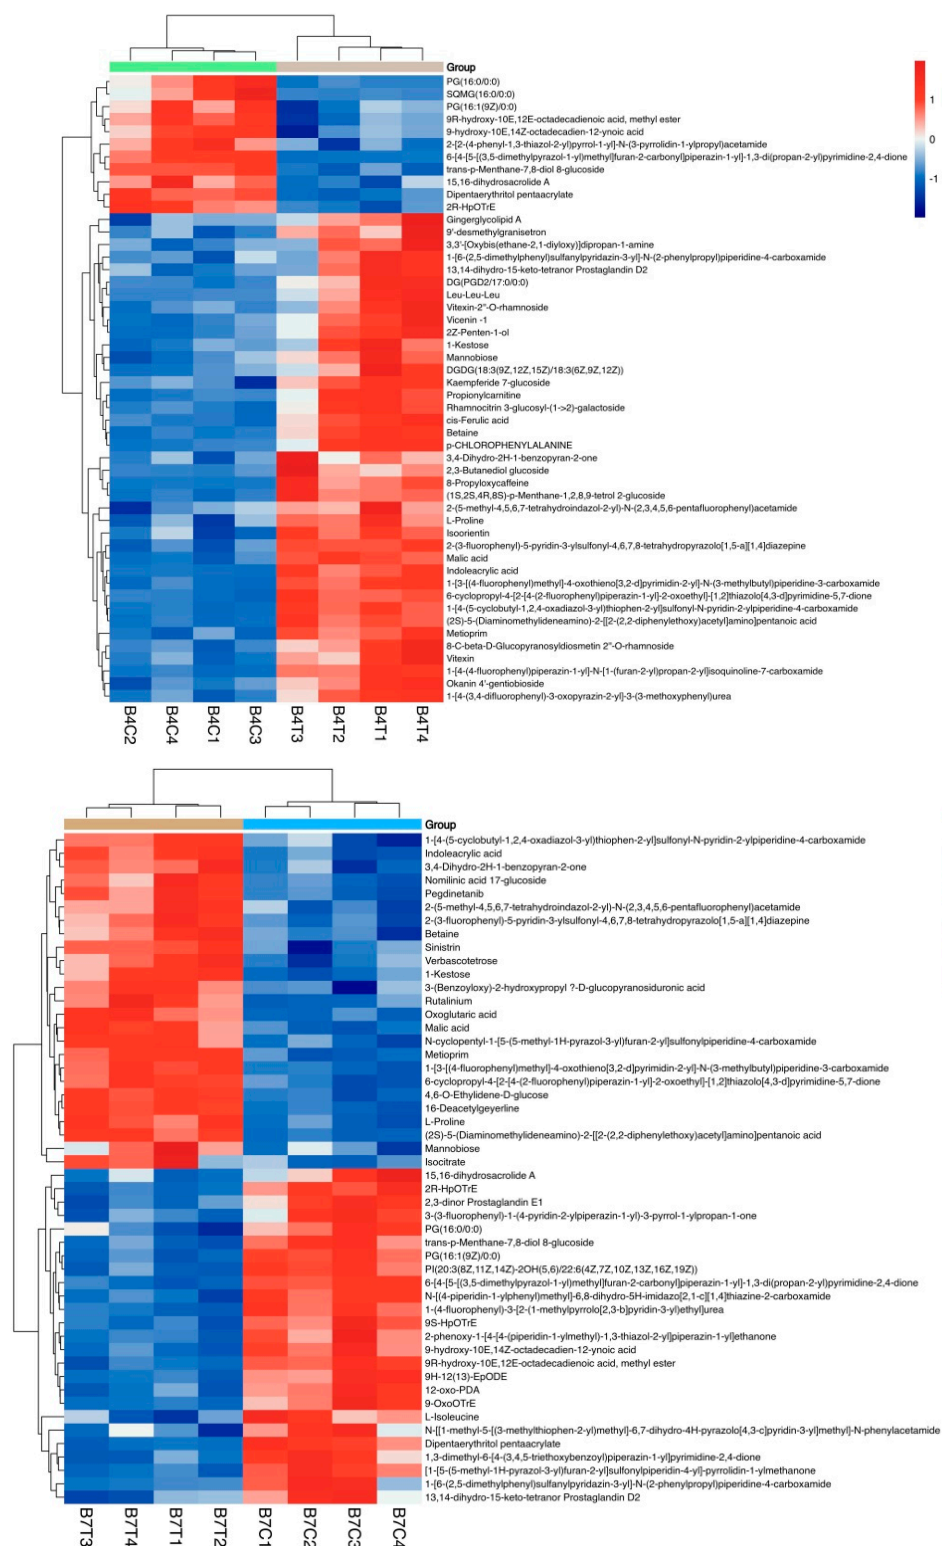 Group
PG(16:0/0:0)
SQMG(16:0/0:0)
PG(16:1(9Z)/0:0)
9R-hydroxy-10E,12E-octadecadienoic acid, methyl ester
9-hydroxy-10E,14Z-octadecadien-12-ynoic acid
2-[2-(4-phenyl-1,3-thiazol-2-yl)pyrrol-1-yl]-N-(3-pyrrolidin-1-ylpropyl)acetamide
6-[4-[5-[(3,5-dimethylpyrazol-1-yl)methyl]furan-2-carbonyl]piperazin-1-yl]-1,3-di(propan-2-yl)pyrimidine-2,4-dione
trans-p-Menthane-7,8-diol 8-glucoside
15,16-dihydrosacrolide A
Dipentaerythritol pentaacrylate
2R-HpOTrE
Gingerglycolipid A
9'-desmethylgranisetron
3,3'-[Oxybis(ethane-2,1-diyloxy)]dipropan-1-amine
1-[6-(2,5-dimethylphenyl)sulfanylpyridazin-3-yl]-N-(2-phenylpropyl)piperidine-4-carboxamide
13,14-dihydro-15-keto-tetranor Prostaglandin D2
DG(PGD2/17:0/0:0)
Leu-Leu-Leu
Vitexin-2"-O-rhamnoside
Vicenin -1
2Z-Penten-1-ol
1-Kestose
Mannobiose
DGDG(18:3(9Z,12Z,15Z)/18:3(6Z,9Z,12Z))
Kaempferide 7-glucoside
Propionylcarnitine
Rhamnocitrin 3-glucosyl-(1->2)-galactoside
cis-Ferulic acid
Betaine
p-CHLOROPHENYLALANINE
3,4-Dihydro-2H-1-benzopyran-2-one
2,3-Butanediol glucoside
8-Propyloxycaffeine
(1S,2S,4R,8S)-p-Menthane-1,2,8,9-tetrol 2-glucoside
2-(5-methyl-4,5,6,7-tetrahydroindazol-2-yl)-N-(2,3,4,5,6-pentafluorophenyl)acetamide
L-Proline
Isoorientin
2-(3-fluorophenyl)-5-pyridin-3-ylsulfonyl-4,6,7,8-tetrahydropyrazolo[1,5-a][1,4]diazepine
Malic acid
Indoleacrylic acid
1-[3-[(4-fluorophenyl)methyl]-4-oxothieno[3,2-d]pyrimidin-2-yl]-N-(3-methylbutyl)piperidine-3-carboxamide
6-cyclopropyl-4-[2-[4-(2-fluorophenyl)piperazin-1-yl]-2-oxoethyl]-[1,2]thiazolo[4,3-d]pyrimidine-5,7-dione
1-[4-(5-cyclobutyl-1,2,4-oxadiazol-3-yl)thiophen-2-yl]sulfonyl-N-pyridin-2-ylpiperidine-4-carboxamide
(2S)-5-(Diaminomethylideneamino)-2-[[2-(2,2-diphenylethoxy)acetyl]amino]pentanoic acid
Metioprim
8-C-beta-D-Glucopyranosyldiosmetin 2"-O-rhamnoside
Vitexin
1-[4-(4-fluorophenyl)piperazin-1-yl]-N-[1-(furan-2-yl)propan-2-yl]isoquinoline-7-carboxamide
Okanin 4'-gentiobioside
1-[4-(3,4-difluorophenyl)-3-oxopyrazin-2-yl]-3-(3-methoxyphenyl)urea
B4C2 B4C4 B4C1 B4C3 B4T3 B4T2 B4T1 B4T4
1
0
-1
Group
1-[4-(5-cyclobutyl-1,2,4-oxadiazol-3-yl)thiophen-2-yl]sulfonyl-N-pyridin-2-ylpiperidine-4-carboxamide
Indoleacrylic acid
3,4-Dihydro-2H-1-benzopyran-2-one
Nomilinic acid 17-glucoside
Pegdinetanib
2-(5-methyl-4,5,6,7-tetrahydroindazol-2-yl)-N-(2,3,4,5,6-pentafluorophenyl)acetamide
2-(3-fluorophenyl)-5-pyridin-3-ylsulfonyl-4,6,7,8-tetrahydropyrazolo[1,5-a][1,4]diazepine
Betaine
Sinistrin
Verbascotetrose
1-Kestose
3-(Benzoyloxy)-2-hydroxypropyl ?-D-glucopyranosiduronic acid
Rutalinium
Oxoglutaric acid
Malic acid
N-cyclopentyl-1-[5-(5-methyl-1H-pyrazol-3-yl)furan-2-yl]sulfonylpiperidine-4-carboxamide
Metioprim
1-[3-[(4-fluorophenyl)methyl]-4-oxothieno[3,2-d]pyrimidin-2-yl]-N-(3-methylbutyl)piperidine-3-carboxamide
6-cyclopropyl-4-[2-[4-(2-fluorophenyl)piperazin-1-yl]-2-oxoethyl]-[1,2]thiazolo[4,3-d]pyrimidine-5,7-dione
4,6-O-Ethylidene-D-glucose
16-Deacetylgeyerline
L-Proline
(2S)-5-(Diaminomethylideneamino)-2-[[2-(2,2-diphenylethoxy)acetyl]amino]pentanoic acid
Mannobiose
Isocitrate
15,16-dihydrosacrolide A
2R-HpOTrE
2,3-dinor Prostaglandin E1
3-(3-fluorophenyl)-1-(4-pyridin-2-ylpiperazin-1-yl)-3-pyrrol-1-ylpropan-1-one
PG(16:0/0:0)
trans-p-Menthane-7,8-diol 8-glucoside
PG(16:1(9Z)/0:0)
PI(20:3(8Z,11Z,14Z)-2OH(5,6)/22:6(4Z,7Z,10Z,13Z,16Z,19Z))
6-[4-[5-[(3,5-dimethylpyrazol-1-yl)methyl]furan-2-carbonyl]piperazin-1-yl]-1,3-di(propan-2-yl)pyrimidine-2,4-dione
N-[(4-piperidin-1-ylphenyl)methyl]-6,8-dihydro-5H-imidazo[2,1-c][1,4]thiazine-2-carboxamide
1-(4-fluorophenyl)-3-[2-(1-methylpyrrolo[2,3-b]pyridin-3-yl)ethyl]urea
9S-HpOTrE
2-phenoxy-1-[4-[4-(piperidin-1-ylmethyl)-1,3-thiazol-2-yl]piperazin-1-yl]ethanone
9-hydroxy-10E,14Z-octadecadien-12-ynoic acid
9R-hydroxy-10E,12E-octadecadienoic acid, methyl ester
9H-12(13)-EpODE
12-oxo-PDA
9-OxoOTrE
L-Isoleucine
N-[[1-methyl-5-[(3-methylthiophen-2-yl)methyl]-6,7-dihydro-4H-pyrazolo[4,3-c]pyridin-3-yl]methyl]-N-phenylacetamide
Dipentaerythritol pentaacrylate
1,3-dimethyl-6-[4-(3,4,5-triethoxybenzoyl)piperazin-1-yl]pyrimidine-2,4-dione
[1-[5-(5-methyl-1H-pyrazol-3-yl)furan-2-yl]sulfonylpiperidin-4-yl]-pyrrolidin-1-ylmethanone
1-[6-(2,5-dimethylphenyl)sulfanylpyridazin-3-yl]-N-(2-phenylpropyl)piperidine-4-carboxamide
13,14-dihydro-15-keto-tetranor Prostaglandin D2
B7T3 B7T4 B7T1 B7T2 B7C1 B7C2 B7C3 B7C4